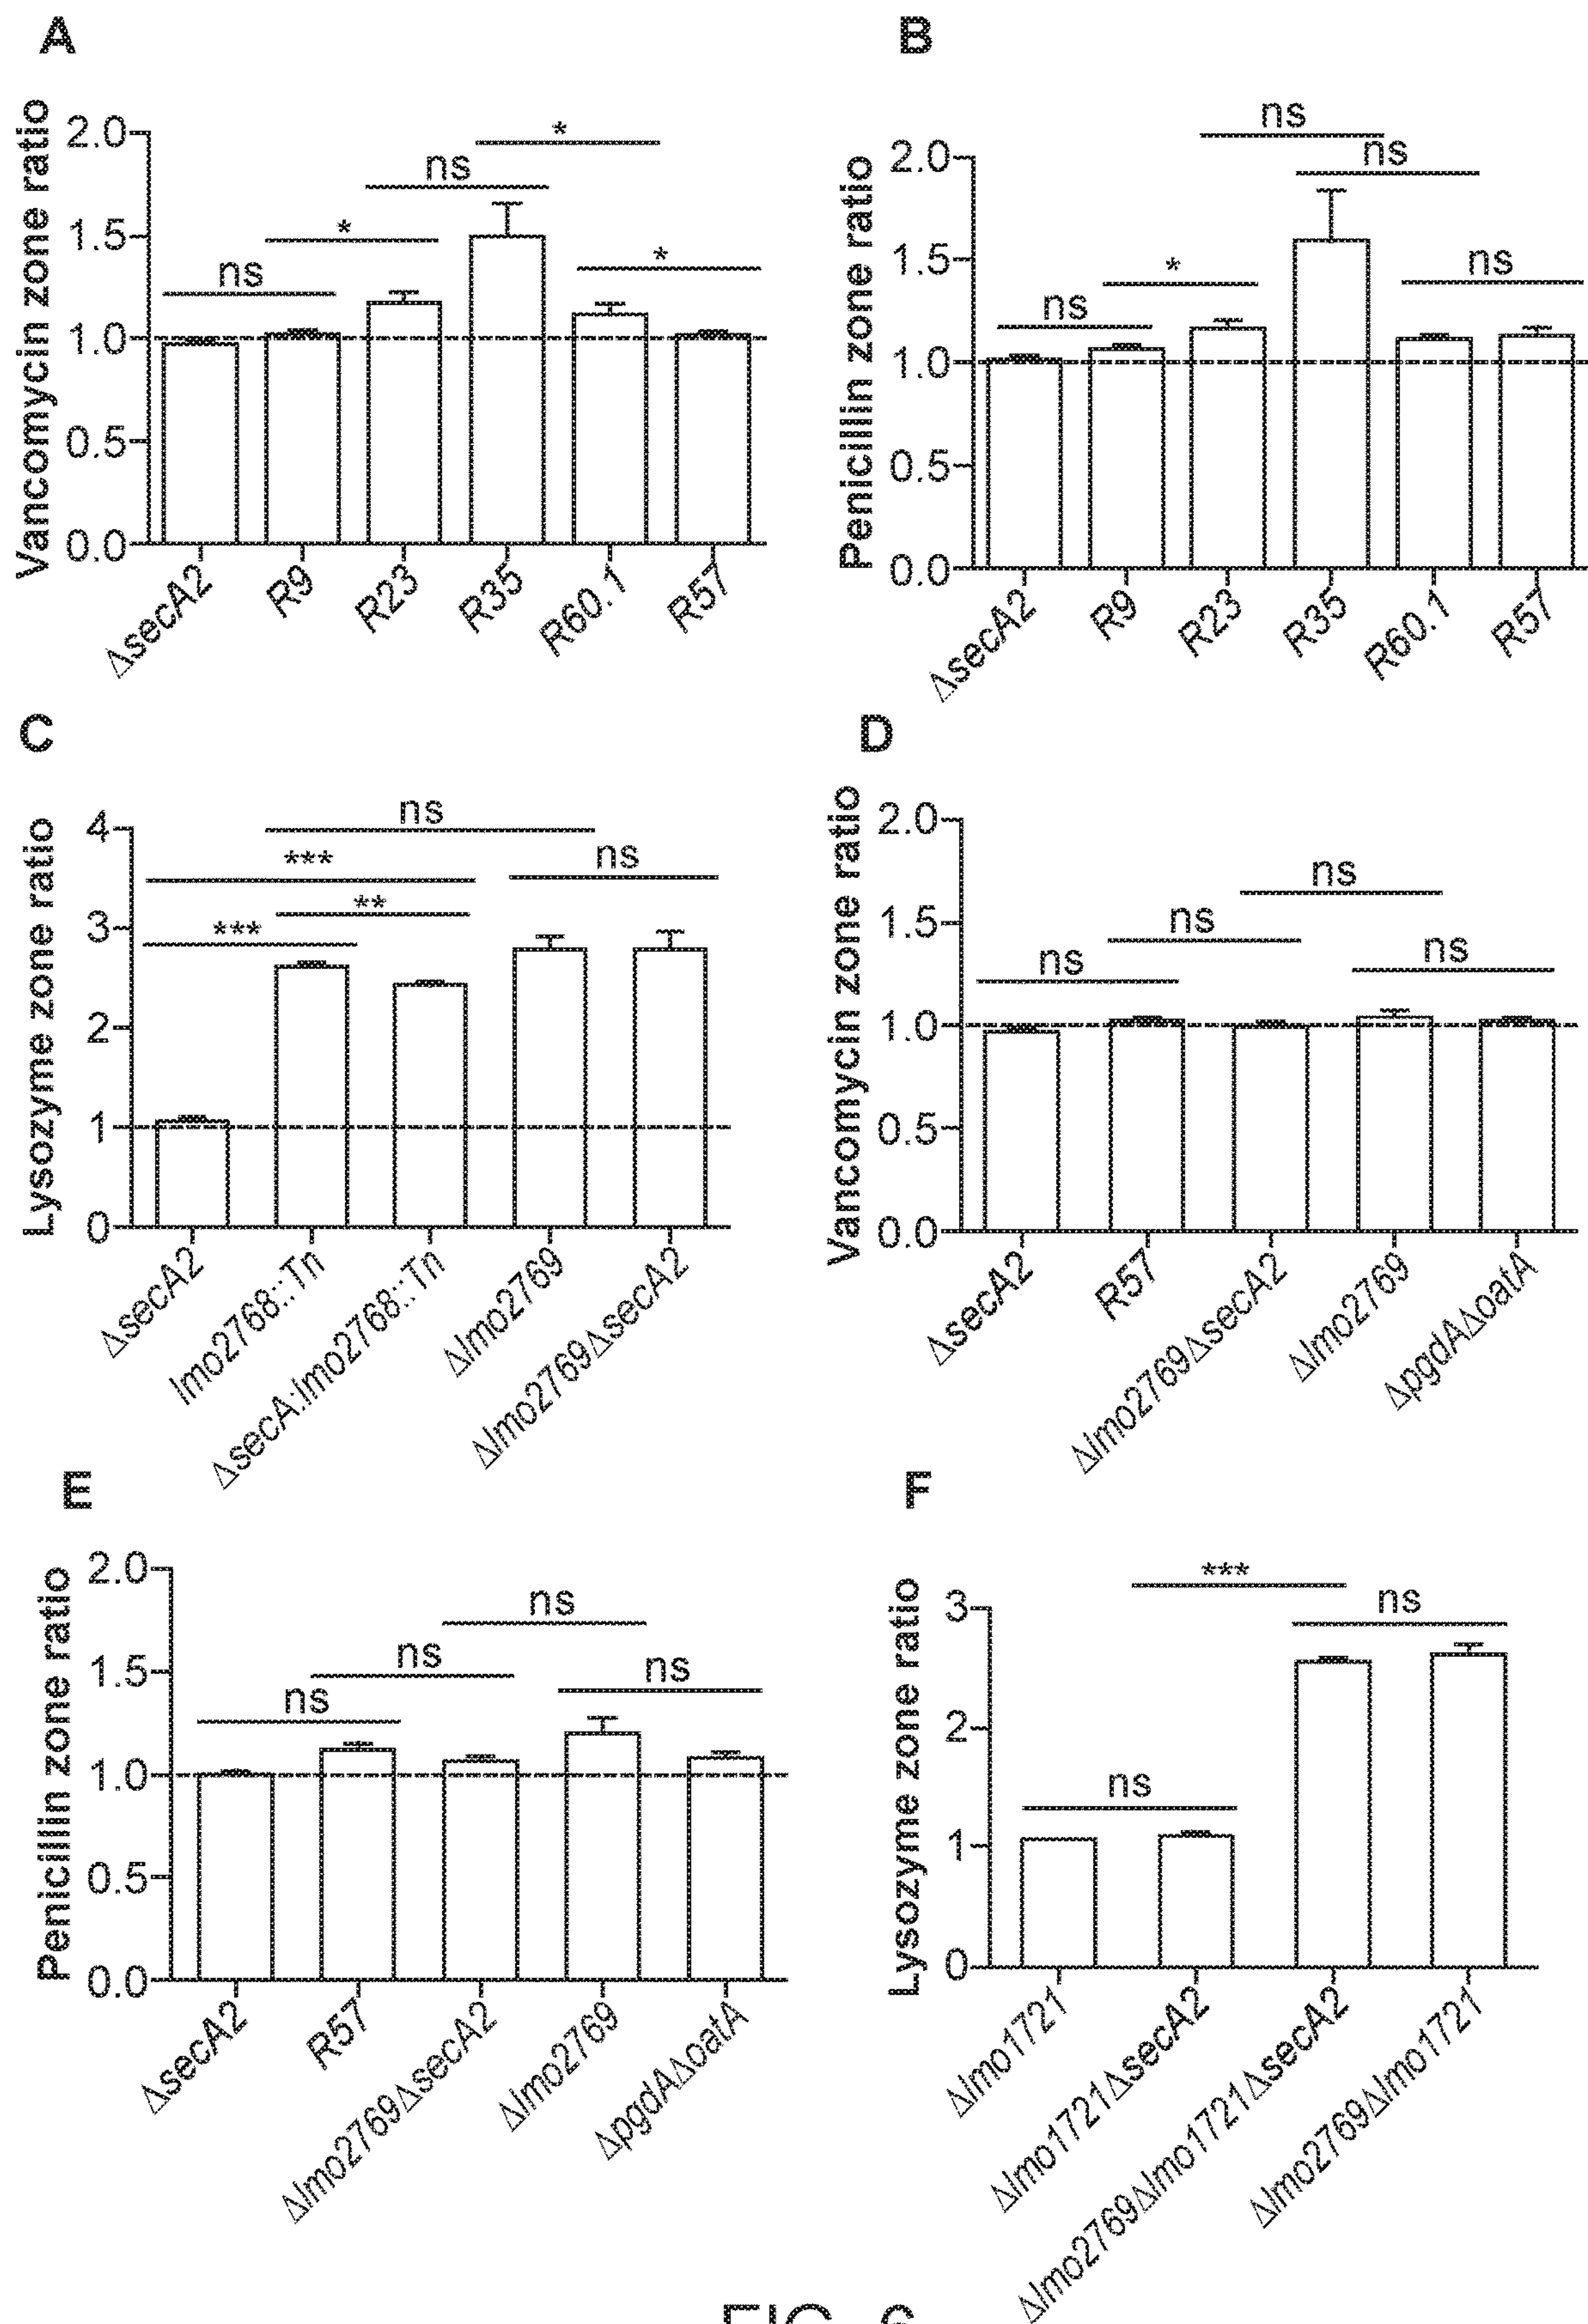 A
Vancomycin zone ratio
2.0
1.5
1.0
0.5
0.0
ns
*
ns
*
*
ΔsecA2
R9
R23
R35
R60.1
R57
B
Penicillin zone ratio
2.0
1.5
1.0
0.5
0.0
ns
*
ns
ns
ns
ΔsecA2
R9
R23
R35
R60.1
R57
C
Lysozyme zone ratio
4
3
2
1
0
ns
***
**
***
ns
ΔsecA2
lmo2768::Tn
ΔsecA:lmo2768::Tn
Δlmo2769
Δlmo2769ΔsecA2
D
Vancomycin zone ratio
2.0
1.5
1.0
0.5
0.0
ns
ns
ns
ns
ΔsecA2
R57
Δlmo2769ΔsecA2
Δlmo2769
ΔpgdAΔoatA
E
Penicillin zone ratio
2.0
1.5
1.0
0.5
0.0
ns
ns
ns
ns
ΔsecA2
R57
Δlmo2769ΔsecA2
Δlmo2769
ΔpgdAΔoatA
F
Lysozyme zone ratio
3
2
1
0
ns
***
ns
Δlmo1721
Δlmo1721ΔsecA2
Δlmo2769Δlmo1721ΔsecA2
Δlmo2769Δlmo1721